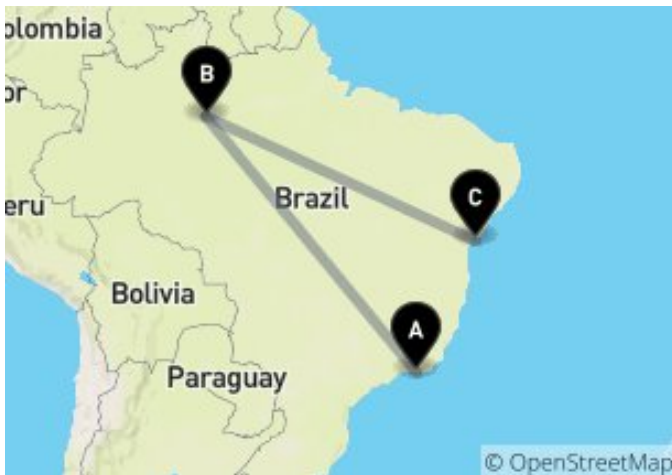 olombia
B
or
Brazil
C
eru
Bolivia
A
Paraguay
© OpenStreetMap